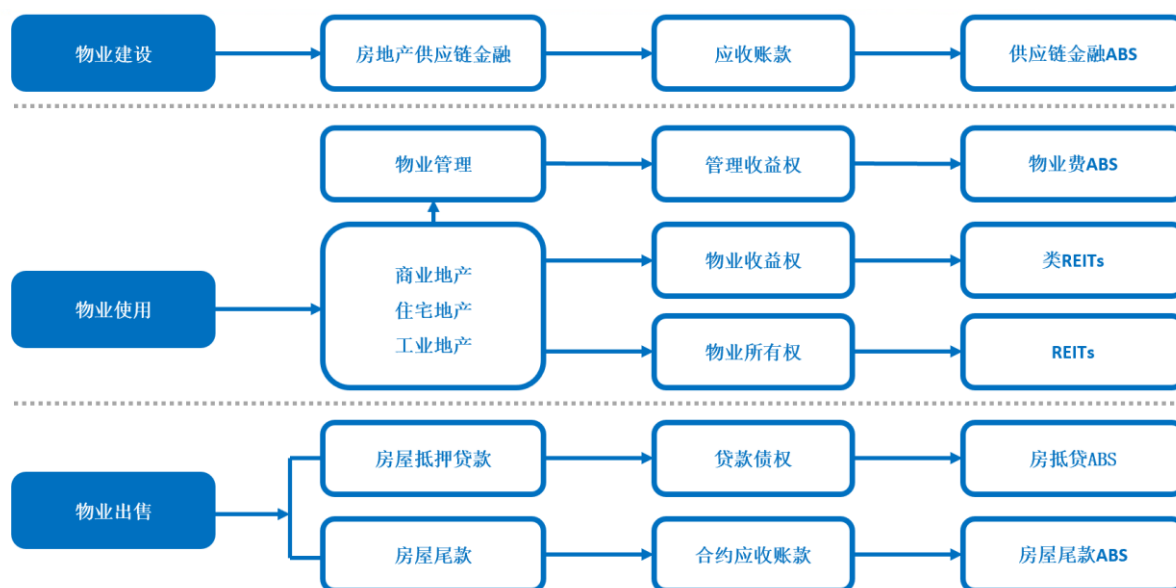 物业建设
房地产供应链金融
应收账款
供应链金融ABS
物业管理
管理收益权
物业费ABS
物业使用
商业地产
住宅地产
工业地产
物业收益权
类REITs
物业所有权
REITs
物业出售
房屋抵押贷款
贷款债权
房抵贷ABS
房屋尾款
合约应收账款
房屋尾款ABS